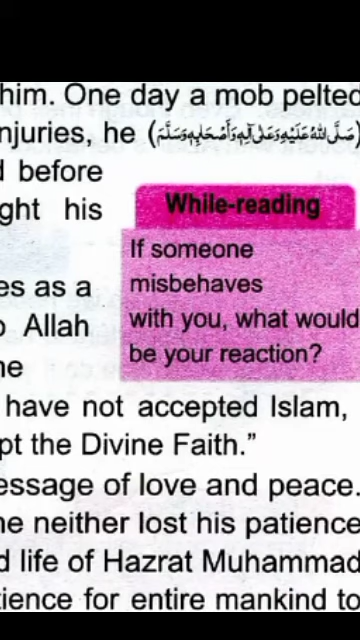 him. One day a mob pelted
njuries, he (صَلَّى اللهُ عَلَيْهِ وَعَلٰى آلِهٖ وَأَصْحَابِهٖ وَسَلَّمَ)
d before
ght his
While-reading
If someone
misbehaves
with you, what would
be your reaction?
es as a
o Allah
ne
have not accepted Islam,
pt the Divine Faith.”
essage of love and peace.
ne neither lost his patience
d life of Hazrat Muhammad
ience for entire mankind to